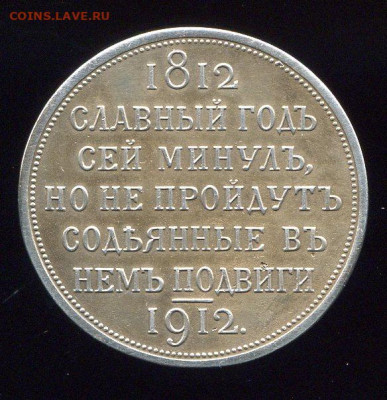 COINS.LAVE.RU
1812
СЛАВНЫЙ ГОДЪ
СЕЙ МИНУЛЪ,
НО НЕ ПРОЙДУТЪ
СОДѢЯННЫЕ ВЪ
НЕМЪ ПОДВИГИ
1912.